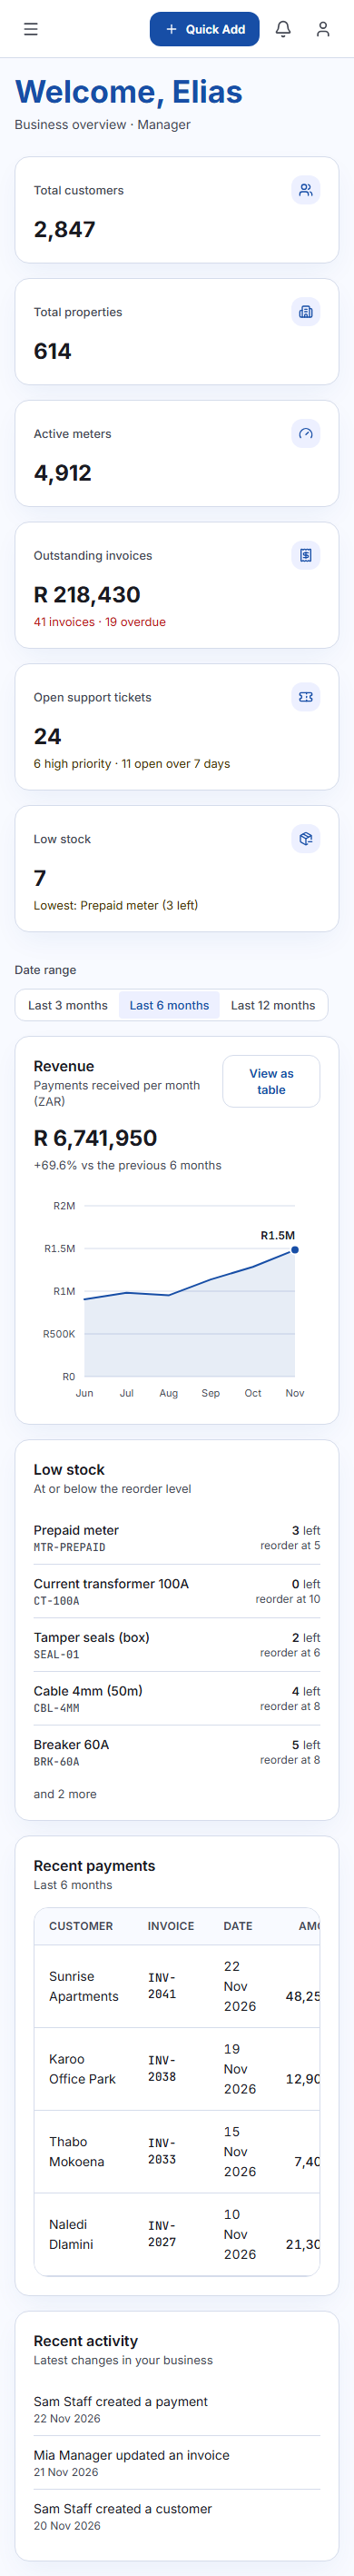 Quick Add
Welcome, Elias
Business overview · Manager
Total customers
2,847
Total properties
614
Active meters
4,912
Outstanding invoices
R 218,430
41 invoices · 19 overdue
Open support tickets
24
6 high priority · 11 open over 7 days
Low stock
7
Lowest: Prepaid meter (3 left)
Date range
Last 3 months Last 6 months Last 12 months
Revenue
Payments received per month
(ZAR)
View as
table
R 6,741,950
+69.6% vs the previous 6 months
R2M
R1.5M
R1.5M
R1M
R500K
R0
Jun Jul Aug Sep Oct Nov
Low stock
At or below the reorder level
Prepaid meter 3 left
MTR-PREPAID reorder at 5
Current transformer 100A 0 left
CT-100A reorder at 10
Tamper seals (box) 2 left
SEAL-01 reorder at 6
Cable 4mm (50m) 4 left
CBL-4MM reorder at 8
Breaker 60A 5 left
BRK-60A reorder at 8
and 2 more
Recent payments
Last 6 months
CUSTOMER INVOICE DATE
Sunrise
Apartments
INV-
2041
22
Nov
2026
48,25
Karoo
Office Park
INV-
2038
19
Nov
2026
12,90
Thabo
Mokoena
INV-
2033
15
Nov
2026
7,40
Naledi
Dlamini
INV-
2027
10
Nov
2026
21,30
Recent activity
Latest changes in your business
Sam Staff created a payment
22 Nov 2026
Mia Manager updated an invoice
21 Nov 2026
Sam Staff created a customer
20 Nov 2026